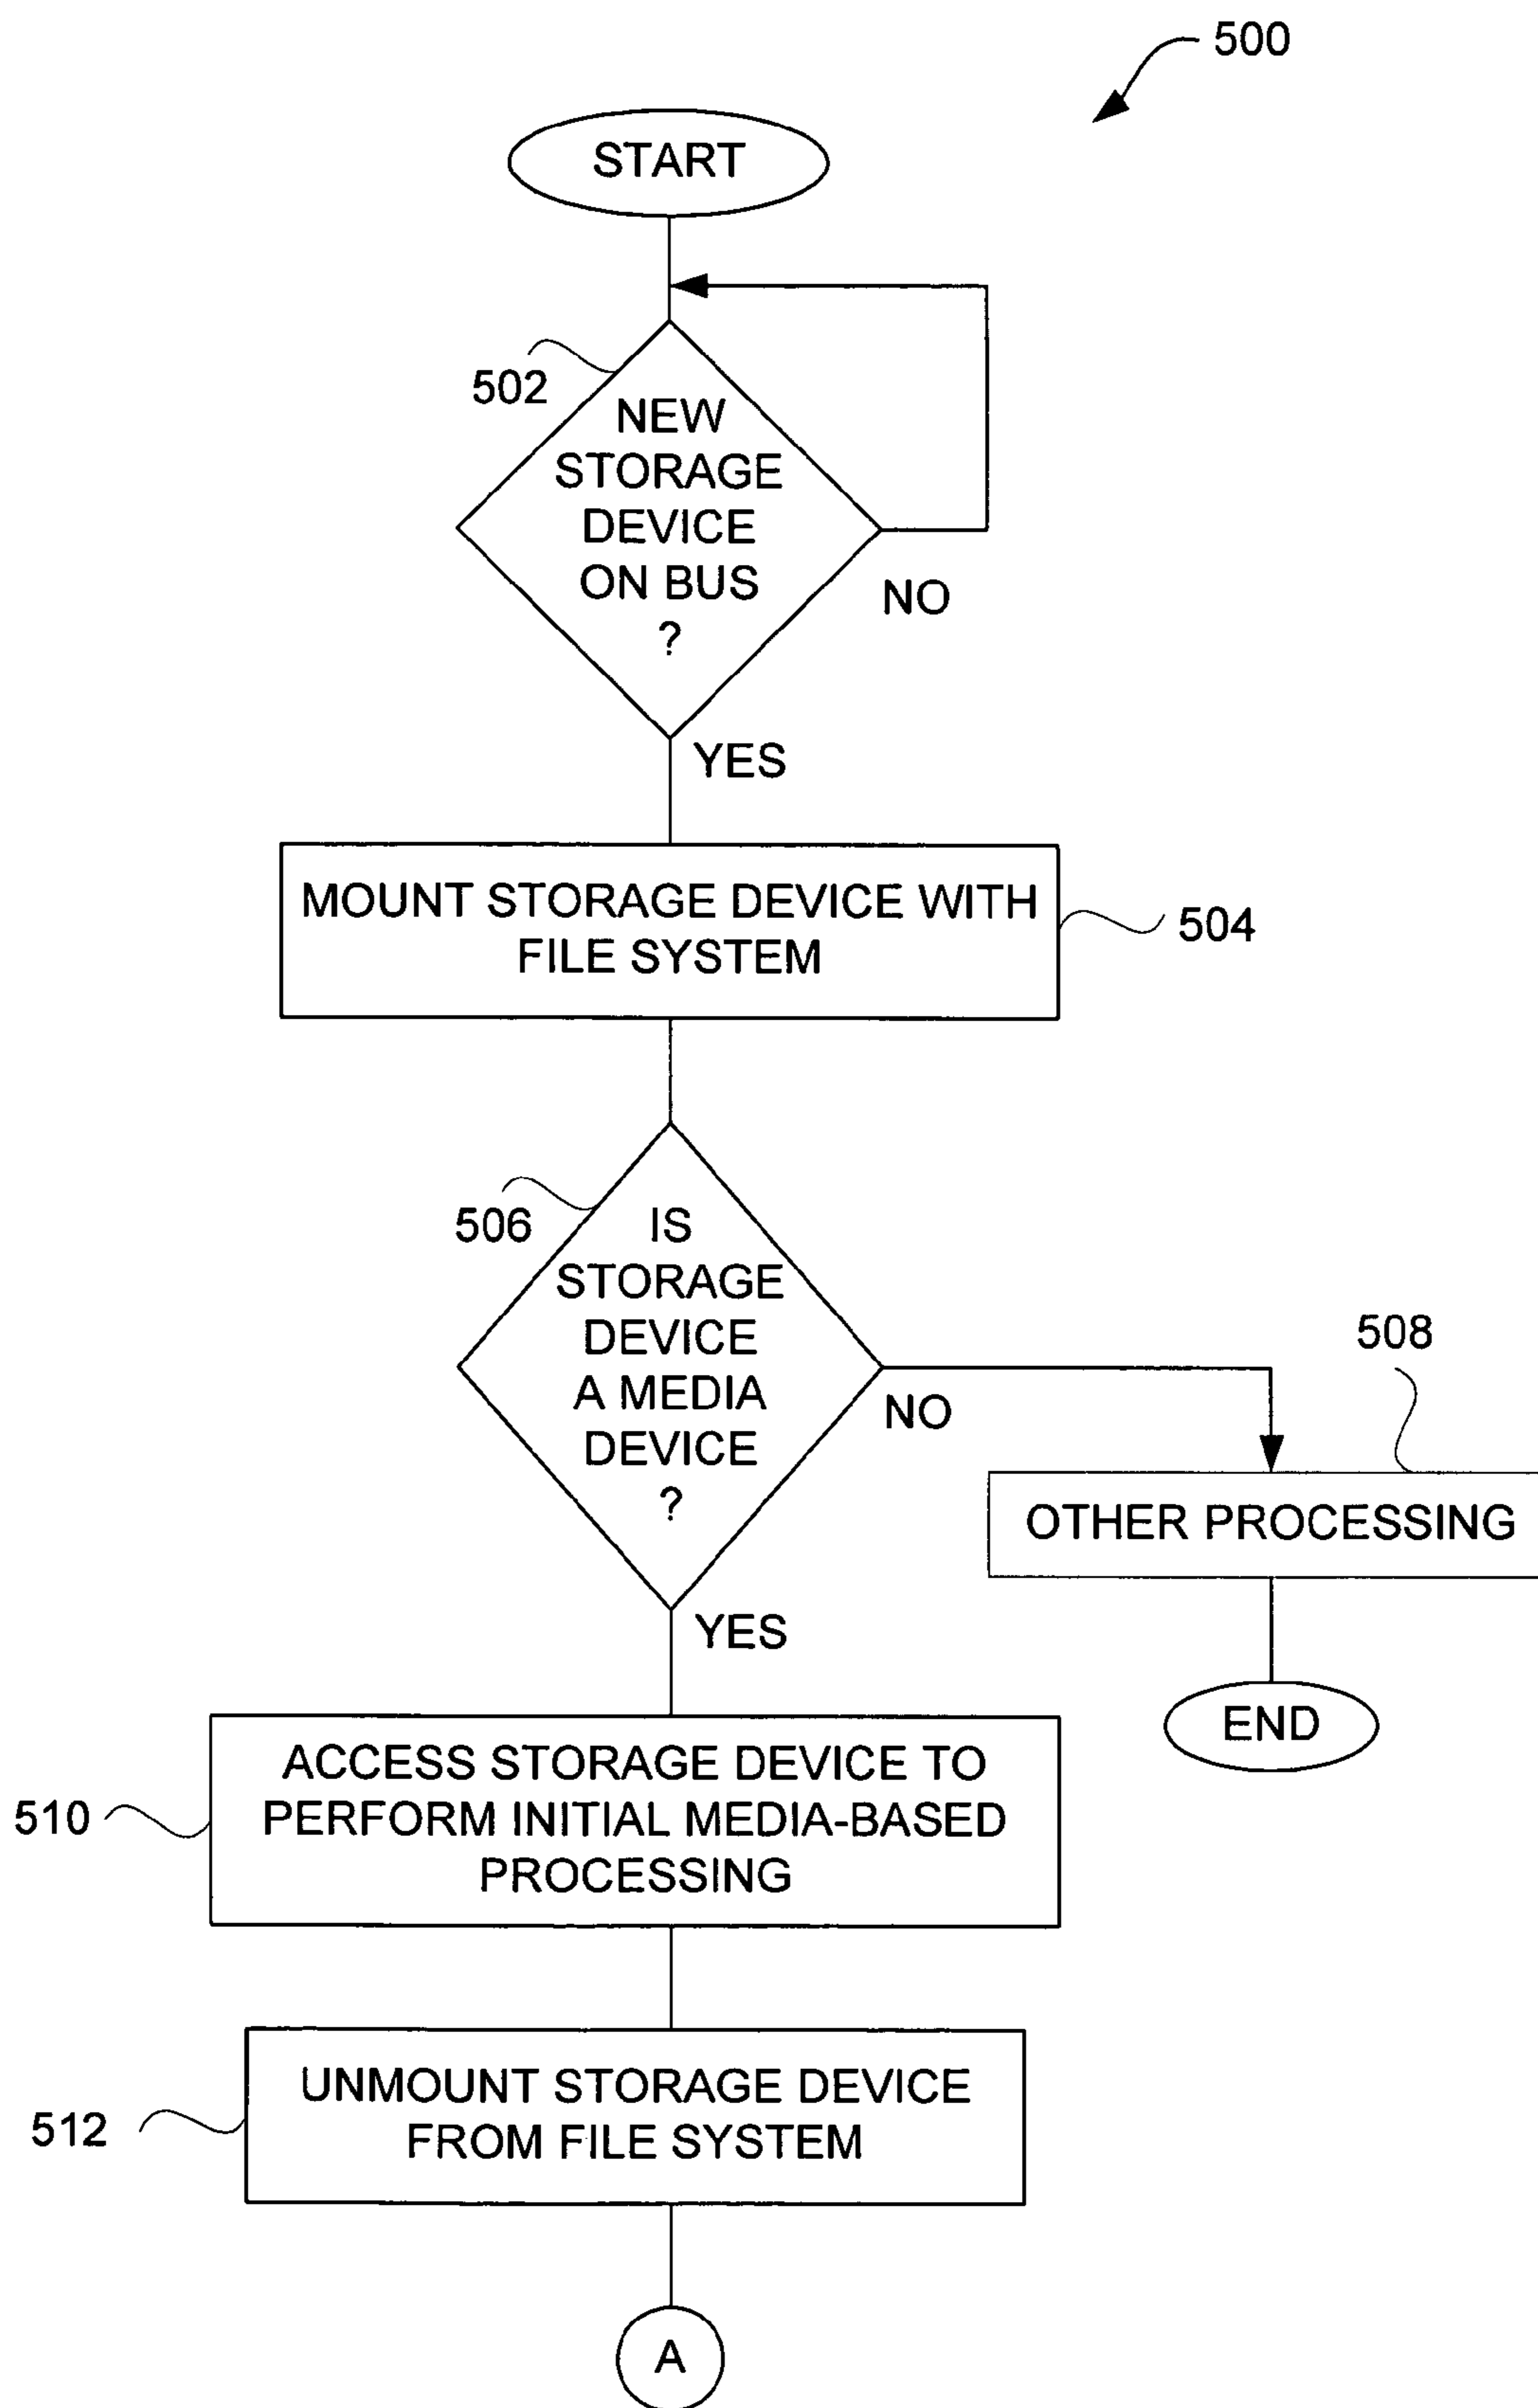 500
START
502
NEW
STORAGE
DEVICE
ON BUS
?
NO
YES
MOUNT STORAGE DEVICE WITH
FILE SYSTEM
504
506
IS
STORAGE
DEVICE
A MEDIA
DEVICE
?
NO
508
OTHER PROCESSING
YES
END
510
ACCESS STORAGE DEVICE TO
PERFORM INITIAL MEDIA-BASED
PROCESSING
512
UNMOUNT STORAGE DEVICE
FROM FILE SYSTEM
A